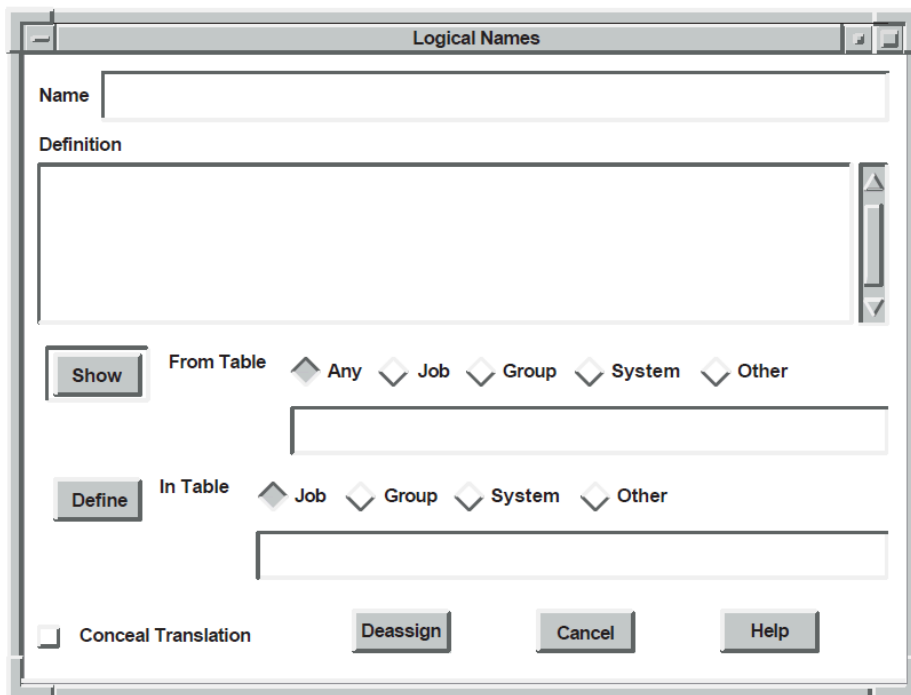 Logical Names
Name
Definition
Show From Table Any Job Group System Other
Define In Table Job Group System Other
Conceal Translation Deassign Cancel Help